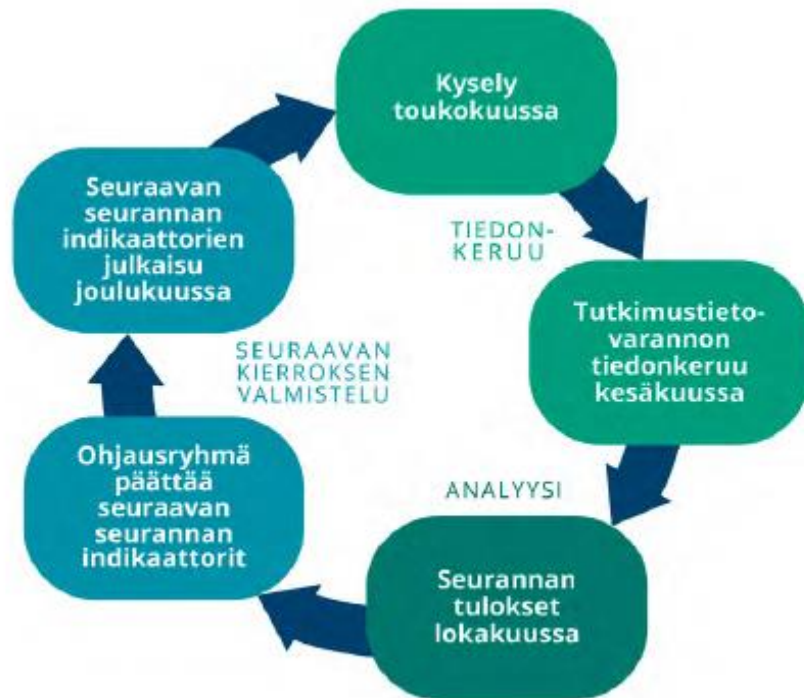 Kysely
toukokuussa
TIEDON-
KERUU
Tutkimustieto-
varannon
tiedonkeruu
kesäkuussa
ANALYYSI
Seurannan
tulokset
lokakuussa
SEURAAVAN
KIERROKSEN
VALMISTELU
Ohjausryhmä
päättää
seuraavan
seurannan
indikaattorit
Seuraavan
seurannan
indikaattorien
julkaisu
joulukuussa